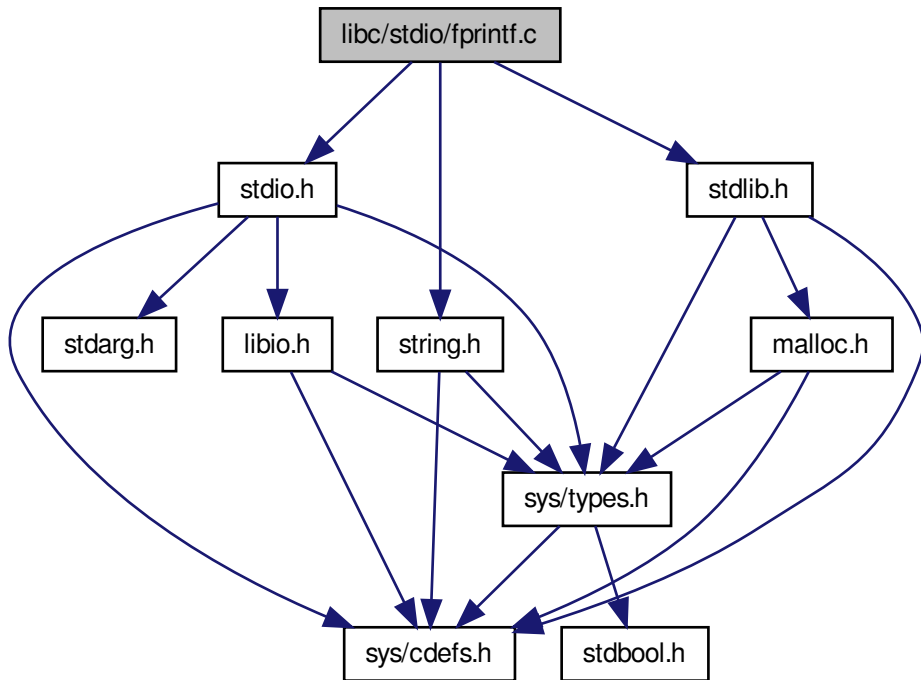 libc/stdio/fprintf.c
stdio.h
stdlib.h
stdarg.h
libio.h
string.h
malloc.h
sys/types.h
sys/cdefs.h
stdbool.h